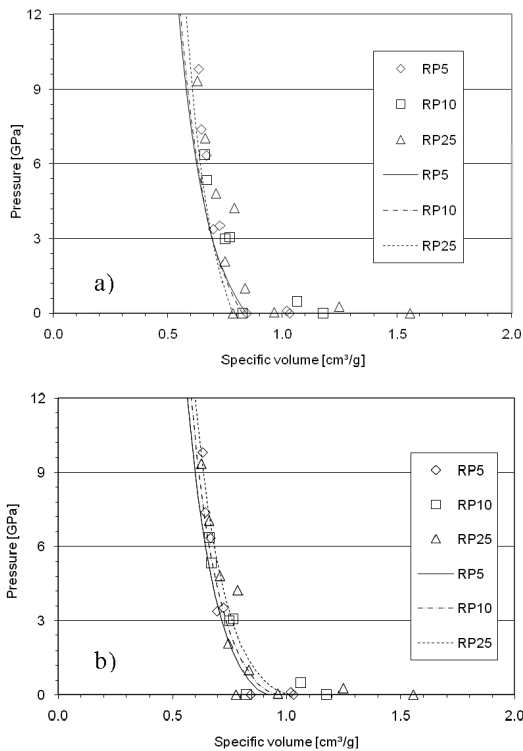 12
9
6
3
0
Pressure [GPa]
a)
RP5
RP10
RP25
RP5
RP10
RP25
0.0 0.5 1.0 1.5 2.0
Specific volume [cm³/g]
12
9
6
3
0
Pressure [GPa]
b)
RP5
RP10
RP25
RP5
RP10
RP25
0.0 0.5 1.0 1.5 2.0
Specific volume [cm³/g]